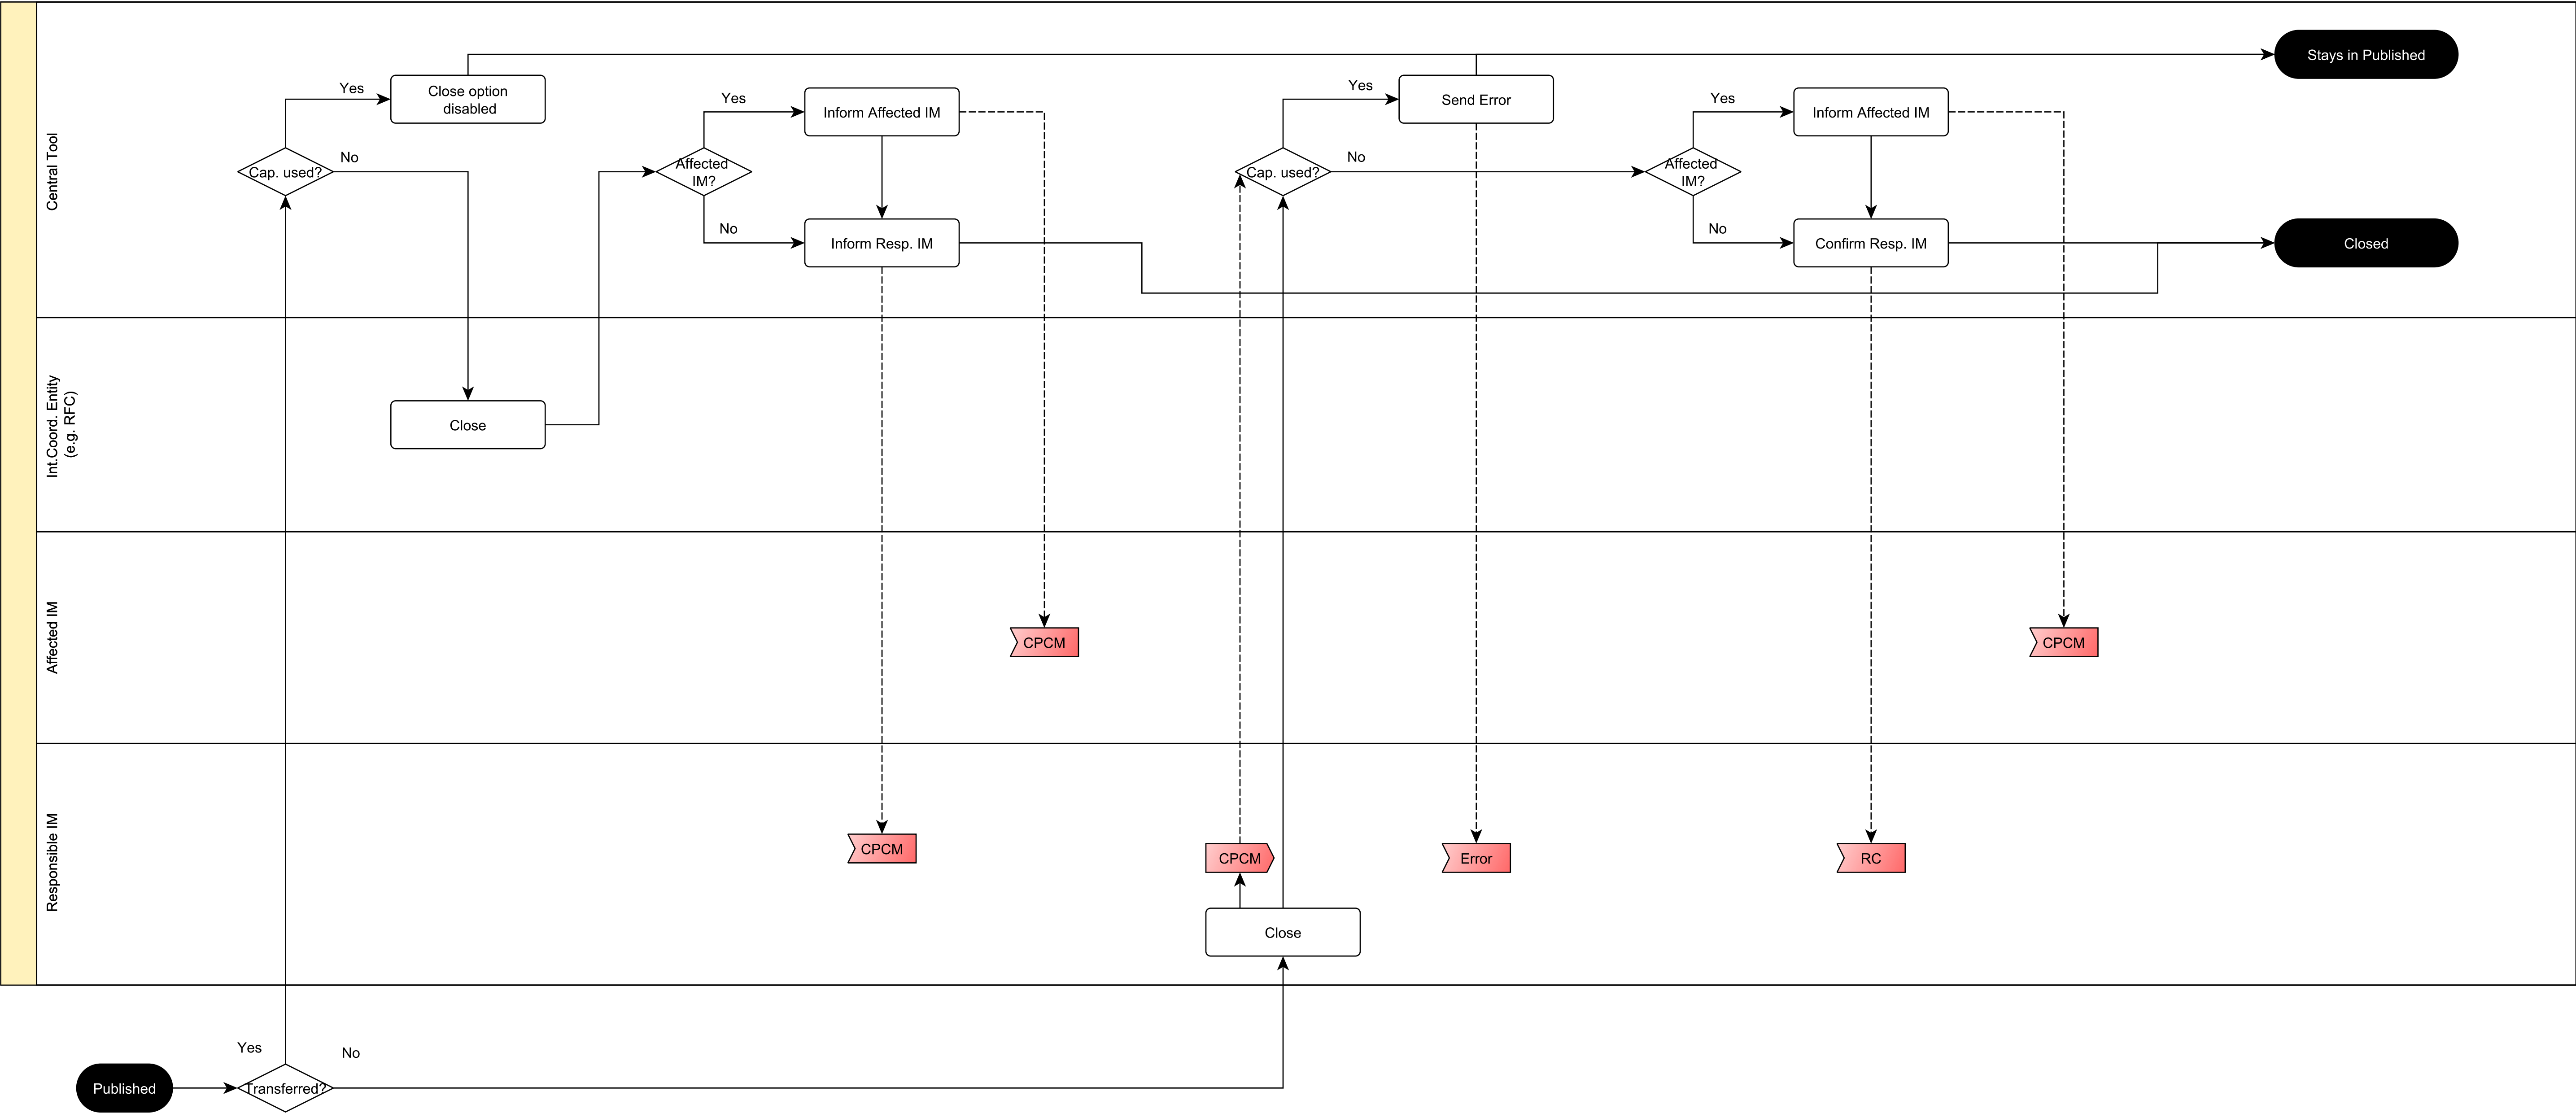 Central Tool
Stays in Published
Yes
Close option
disabled
Yes
Send Error
Yes
Inform Affected IM
Yes
Inform Affected IM
Cap. used?
No
Affected
IM?
Cap. used?
No
Affected
IM?
No
Inform Resp. IM
No
Confirm Resp. IM
Closed
Int.Coord. Entity
(e.g. RFC)
Close
Affected IM
CPCM
CPCM
Responsible IM
CPCM
CPCM
Error
RC
Close
Yes
No
Published
Transferred?